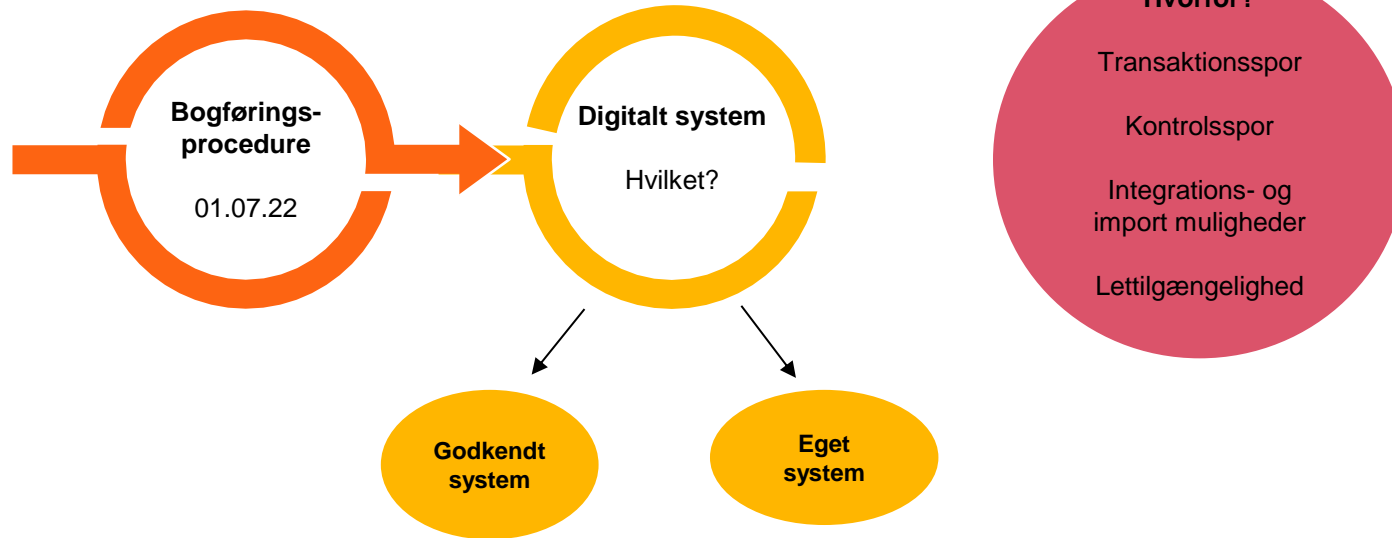 Bogførings-
procedure
01.07.22
Digitalt system
Hvilket?
Godkendt
system
Eget
system
Hvorfor?
Transaktionsspor
Kontrolsspor
Integrations- og
import muligheder
Lettilgængelighed